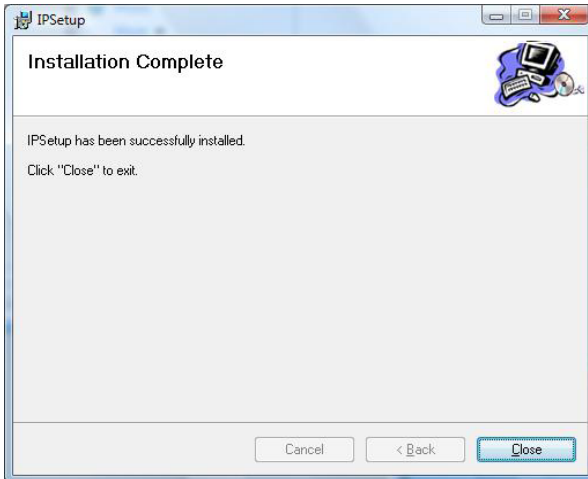 IPSetup
Installation Complete
IPSetup has been successfully installed.
Click "Close" to exit.
Cancel
< Back
Close